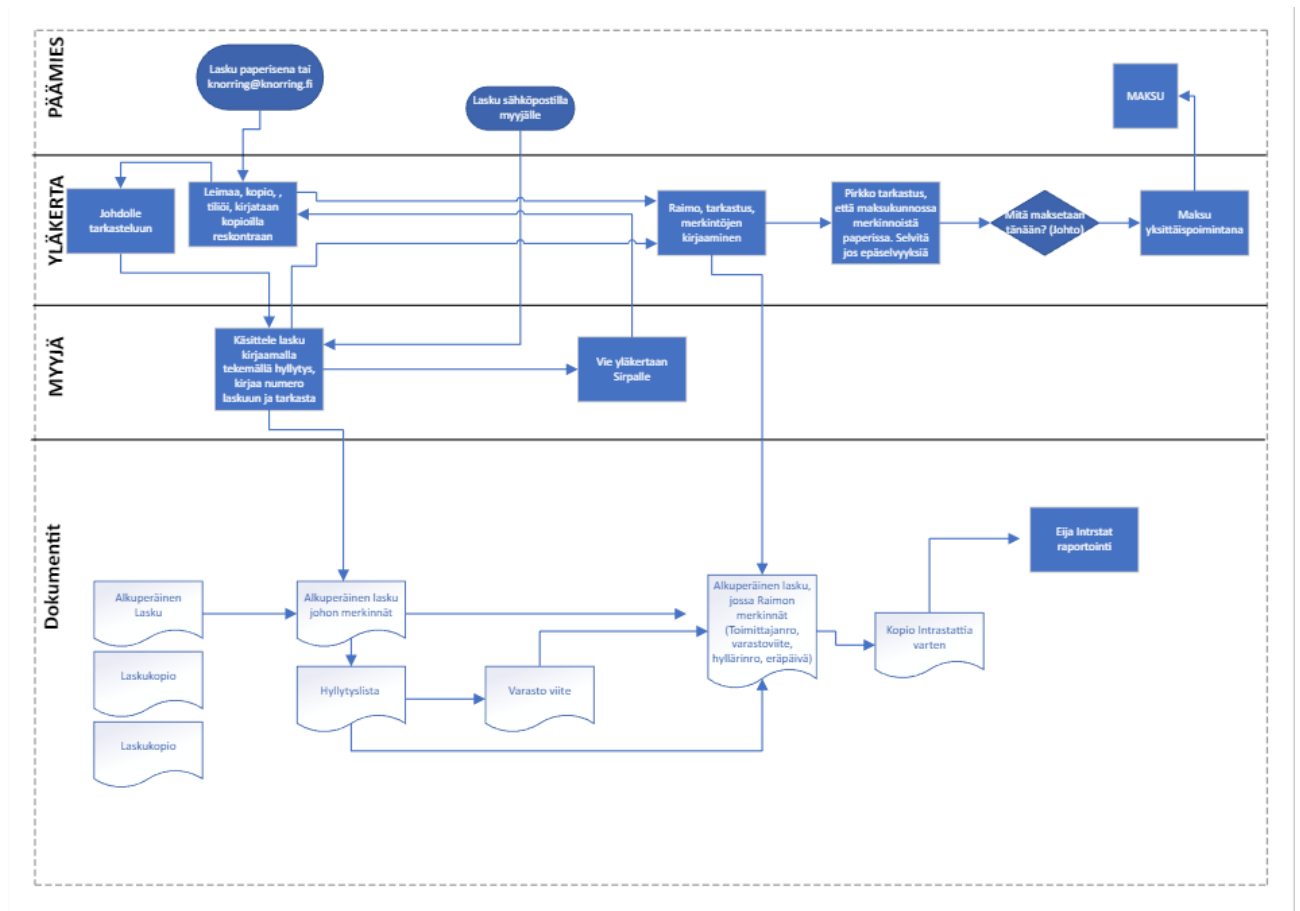 PÄÄMIES
Lasku paperisena tai
knorring@knorring.fi
Lasku sähköpostilla
myyjälle
MAKSU
YLÄKERTA
Johdolle
tarkasteluun
Leimaa, kopio, ,
tiliöi, kirjataan
kopioilla
reskontraan
Raimo, tarkastus,
merkintöjen
kirjaaminen
Pirkko tarkastus,
että maksukunnossa
merkinnoistä
paperissa. Selvitä
jos epäselvyyksiä
Mitä maksetaan
tänään? (Johto)
Maksu
yksittäispoimintana
MYYJÄ
Käsittele lasku
kirjaamalla
tekemällä hyllytys,
kirjaa numero
laskuun ja tarkasta
Vie yläkertaan
Sirpalle
Dokumentit
Eija Intrstat
raportointi
Alkuperäinen
Lasku
Alkuperäinen lasku
johon merkinnät
Alkuperäinen lasku,
jossa Raimon
merkinnät
(Toimittajanro,
varastoviite,
hyllärinro, eräpäivä)
Kopio Intrastattia
varten
Laskukopio
Hyllytyslista
Varasto viite
Laskukopio